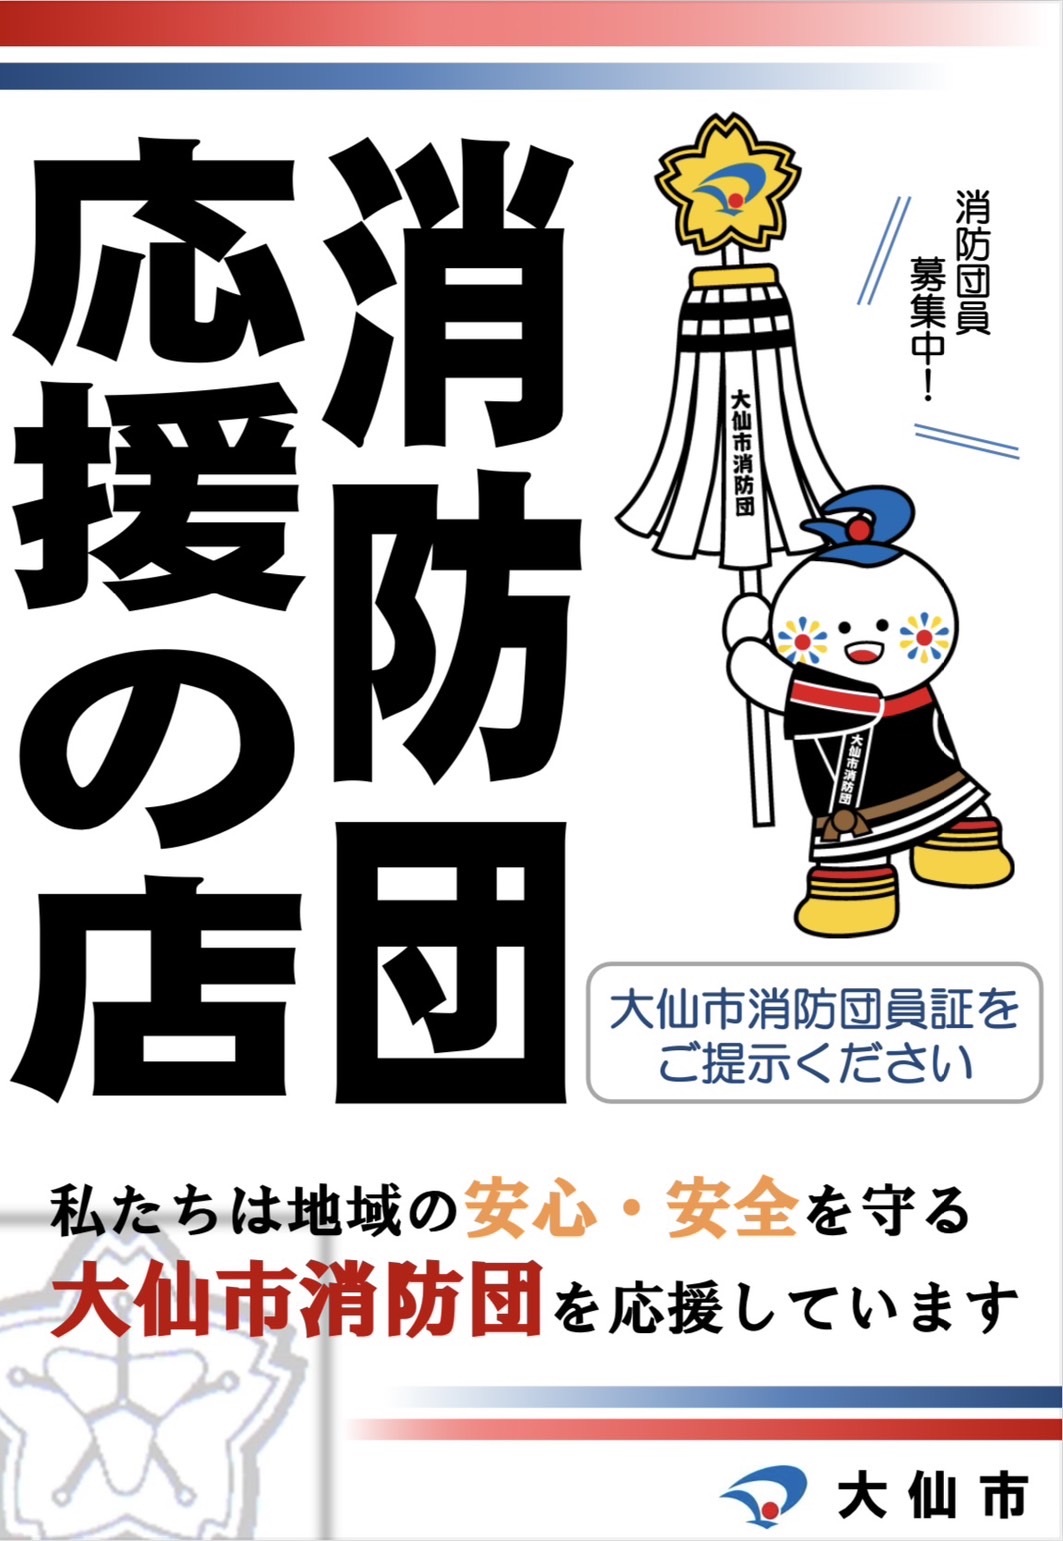 消防団
応援の店
消防団員
募集中！
大仙市消防団
大仙市消防団
大仙市消防団員証を
ご提示ください
私たちは地域の安心・安全を守る
大仙市消防団を応援しています
大仙市